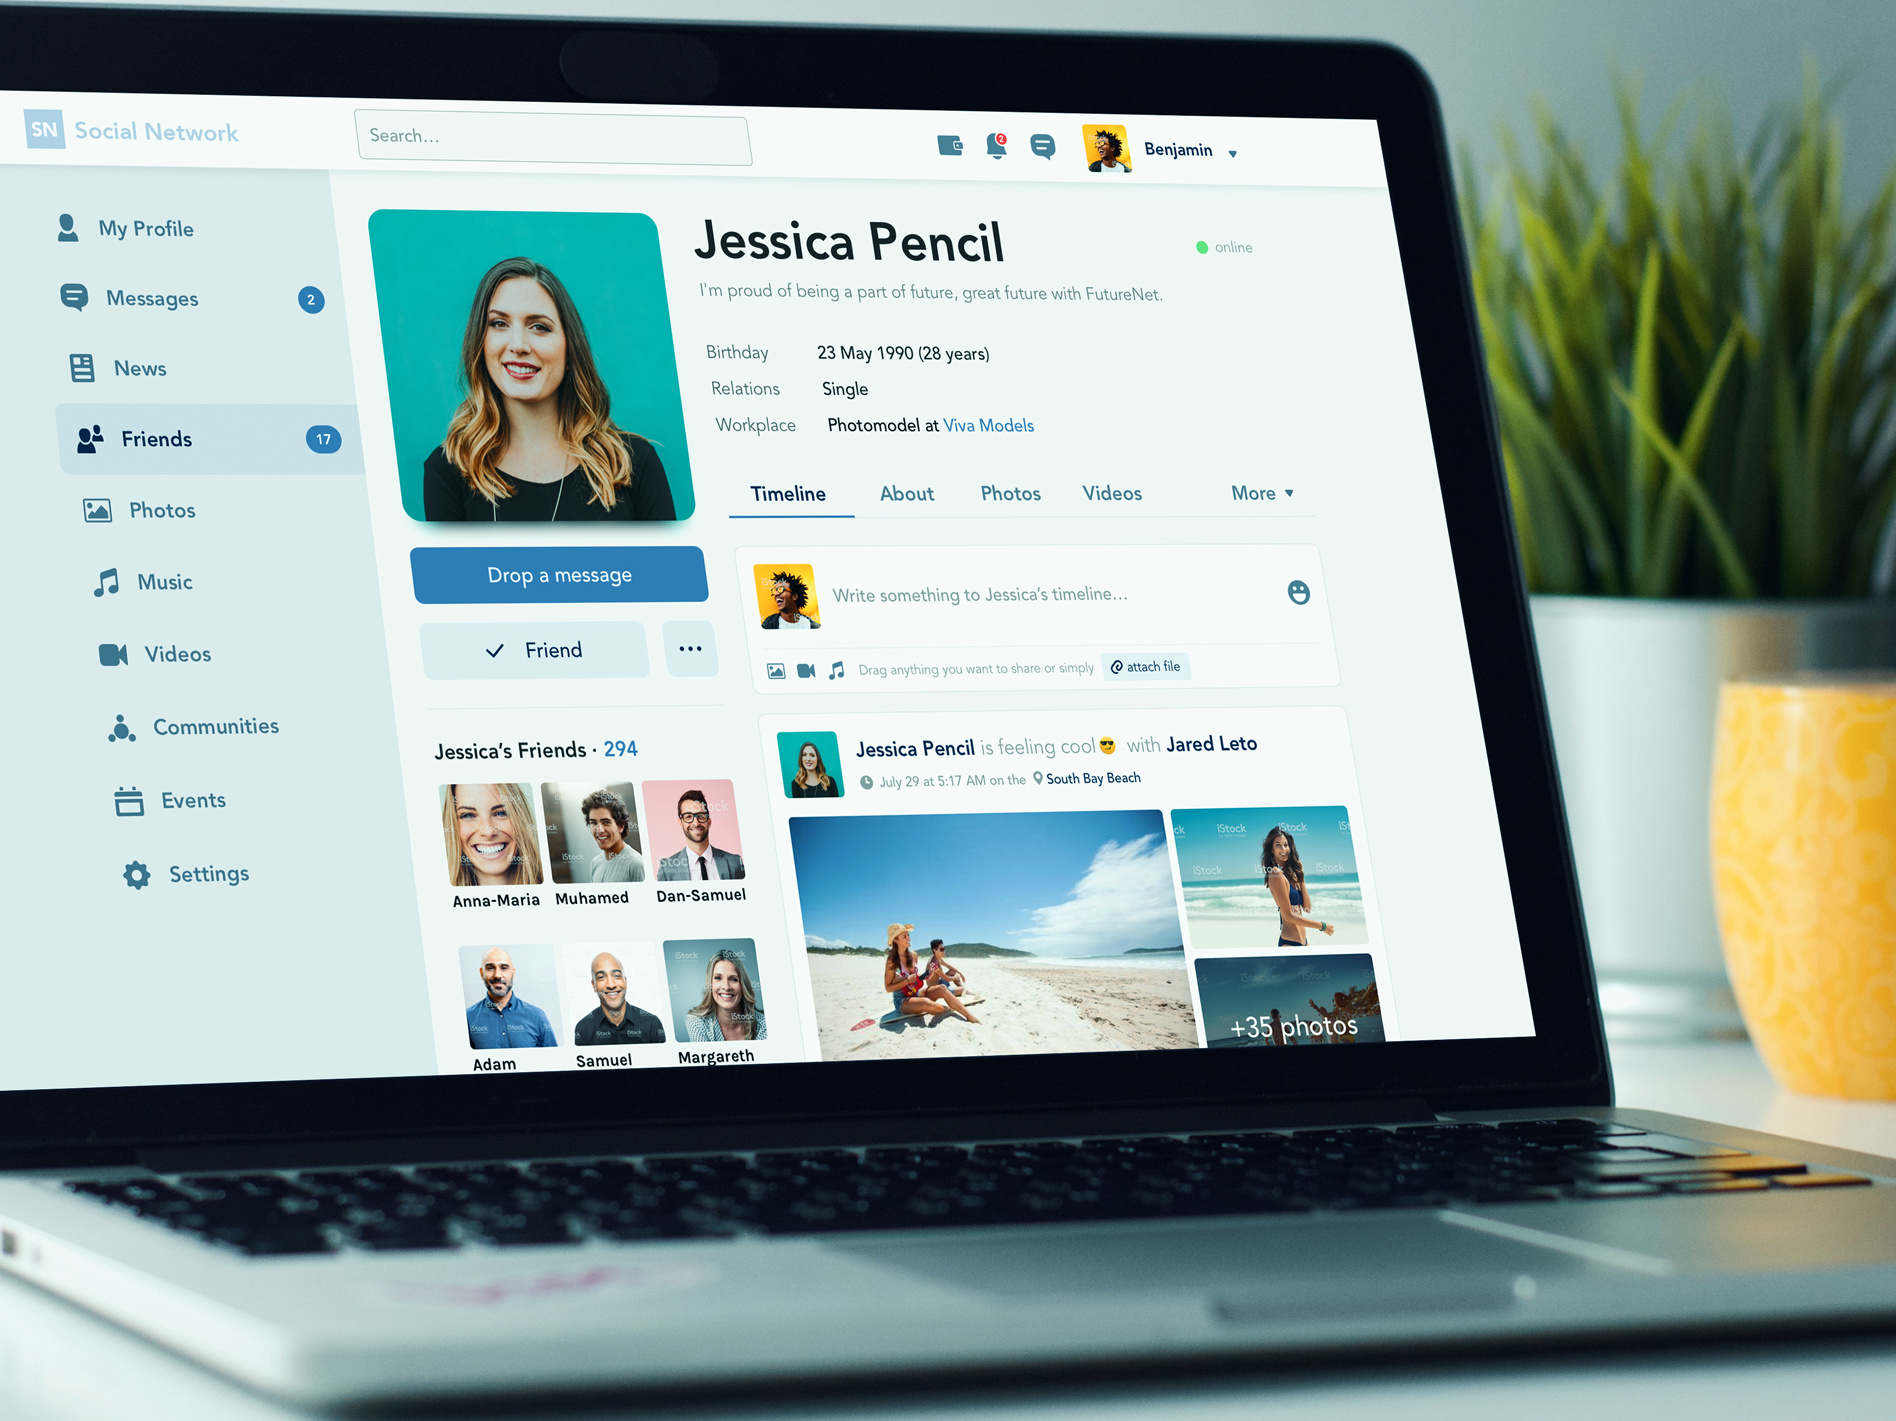 SN Social Network
Search...
2
Benjamin
My Profile
Messages 2
News
Friends 17
Photos
Music
Videos
Communities
Events
Settings
Jessica Pencil
online
I'm proud of being a part of future, great future with FutureNet.
Birthday 23 May 1990 (28 years)
Relations Single
Workplace Photomodel at Viva Models
Timeline About Photos Videos More
Drop a message
Friend
Write something to Jessica's timeline...
Drag anything you want to share or simply attach file
Jessica's Friends · 294
Anna-Maria Muhamed Dan-Samuel
Adam Samuel Margareth
Jessica Pencil is feeling cool😎 with Jared Leto
July 29 at 5:17 AM on the South Bay Beach
iStock
iStock
iStock
+35 photos